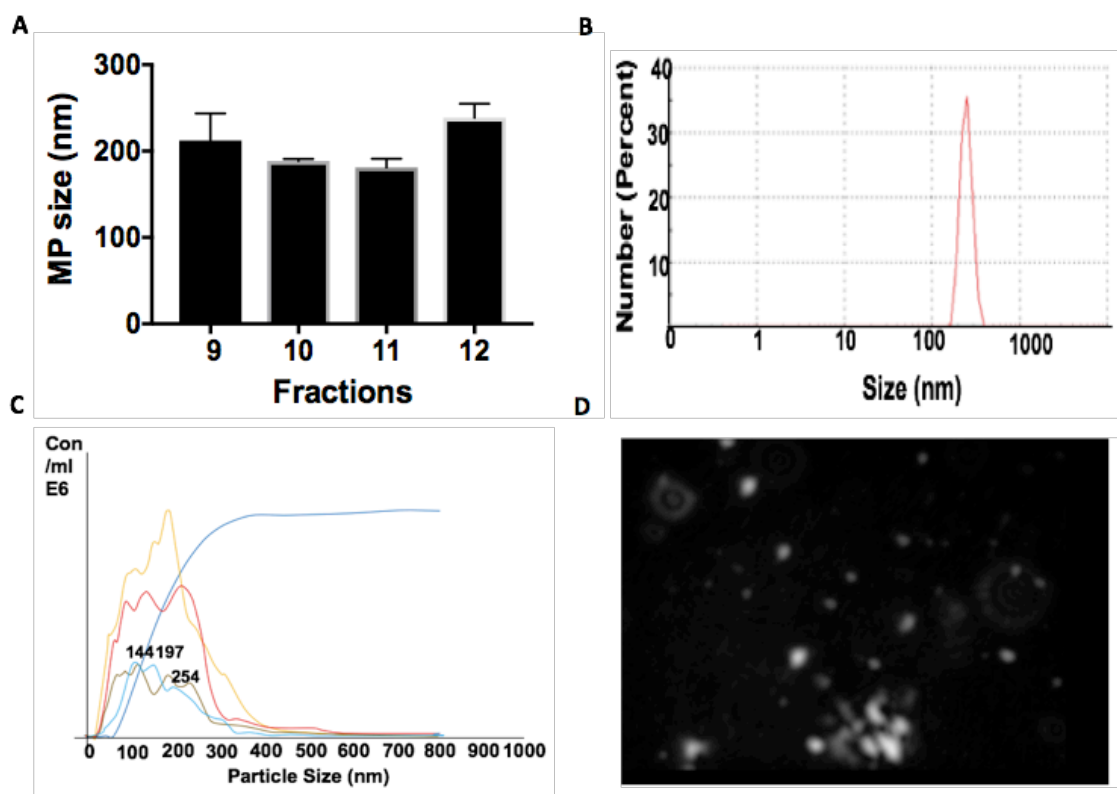 A
300
200
100
0
MP size (nm)
9 10 11 12
Fractions
B
40
30
20
10
Number (Percent)
0 1 10 100 1000
Size (nm)
C
Con
/ml
E6
144 197
254
0 100 200 300 400 500 600 700 800 900 1000
Particle Size (nm)
D